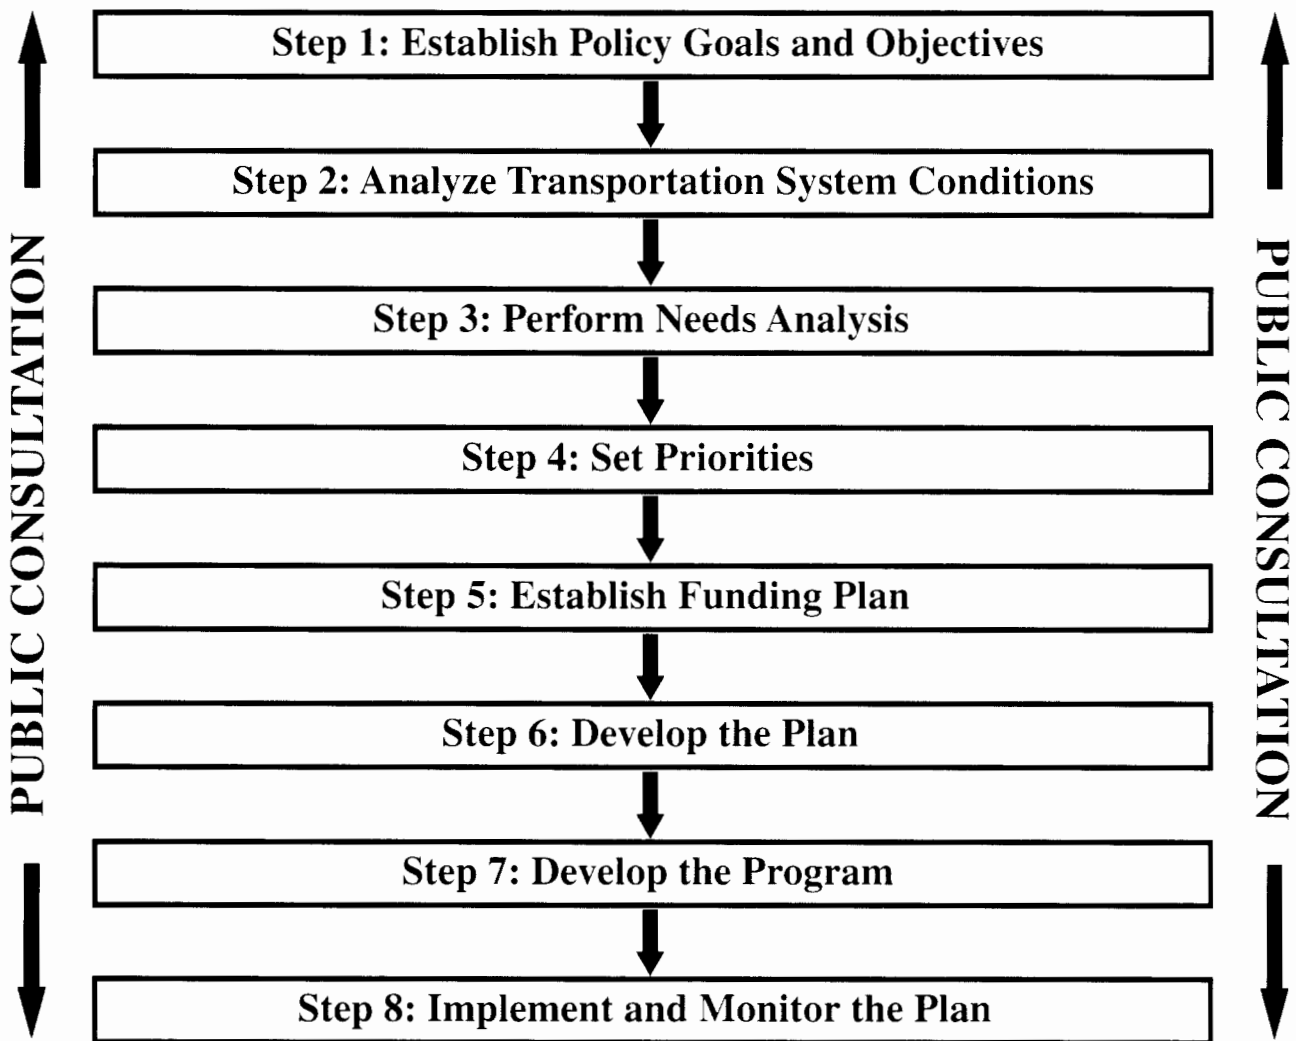 Step 1: Establish Policy Goals and Objectives
Step 2: Analyze Transportation System Conditions
Step 3: Perform Needs Analysis
Step 4: Set Priorities
Step 5: Establish Funding Plan
Step 6: Develop the Plan
Step 7: Develop the Program
Step 8: Implement and Monitor the Plan
PUBLIC CONSULTATION
PUBLIC CONSULTATION